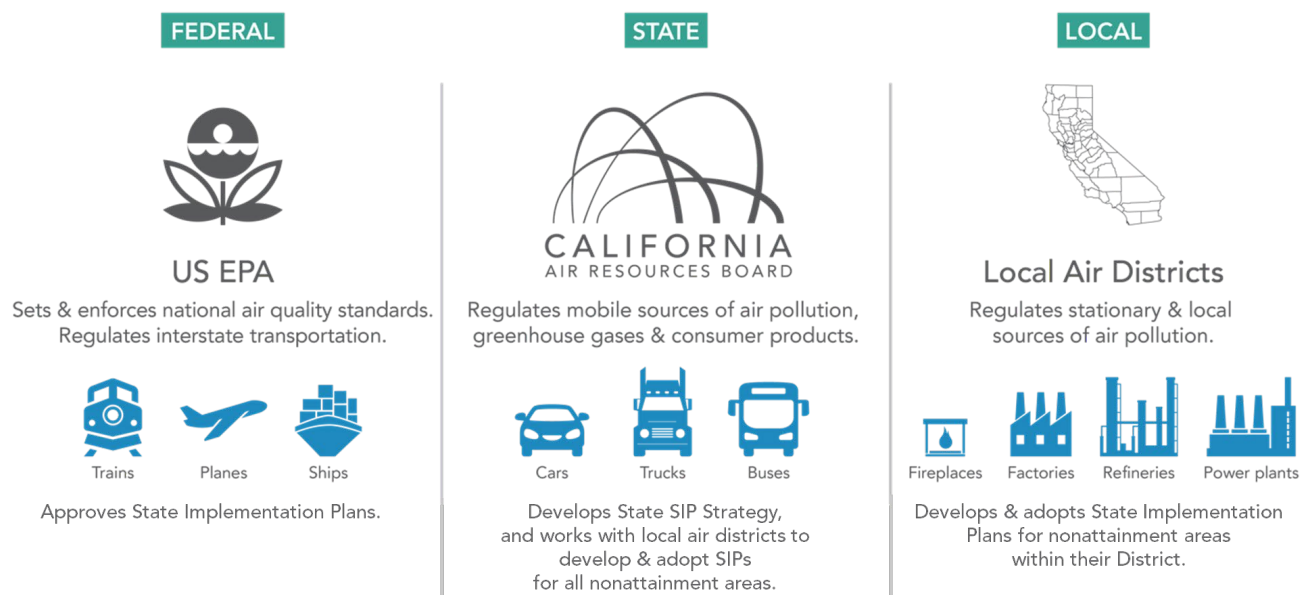 FEDERAL
US EPA
Sets & enforces national air quality standards.
Regulates interstate transportation.
Trains
Planes
Ships
Approves State Implementation Plans.
STATE
CALIFORNIA
AIR RESOURCES BOARD
Regulates mobile sources of air pollution,
greenhouse gases & consumer products.
Cars
Trucks
Buses
Develops State SIP Strategy,
and works with local air districts to
develop & adopt SIPs
for all nonattainment areas.
LOCAL
Local Air Districts
Regulates stationary & local
sources of air pollution.
Fireplaces
Factories
Refineries
Power plants
Develops & adopts State Implementation
Plans for nonattainment areas
within their District.